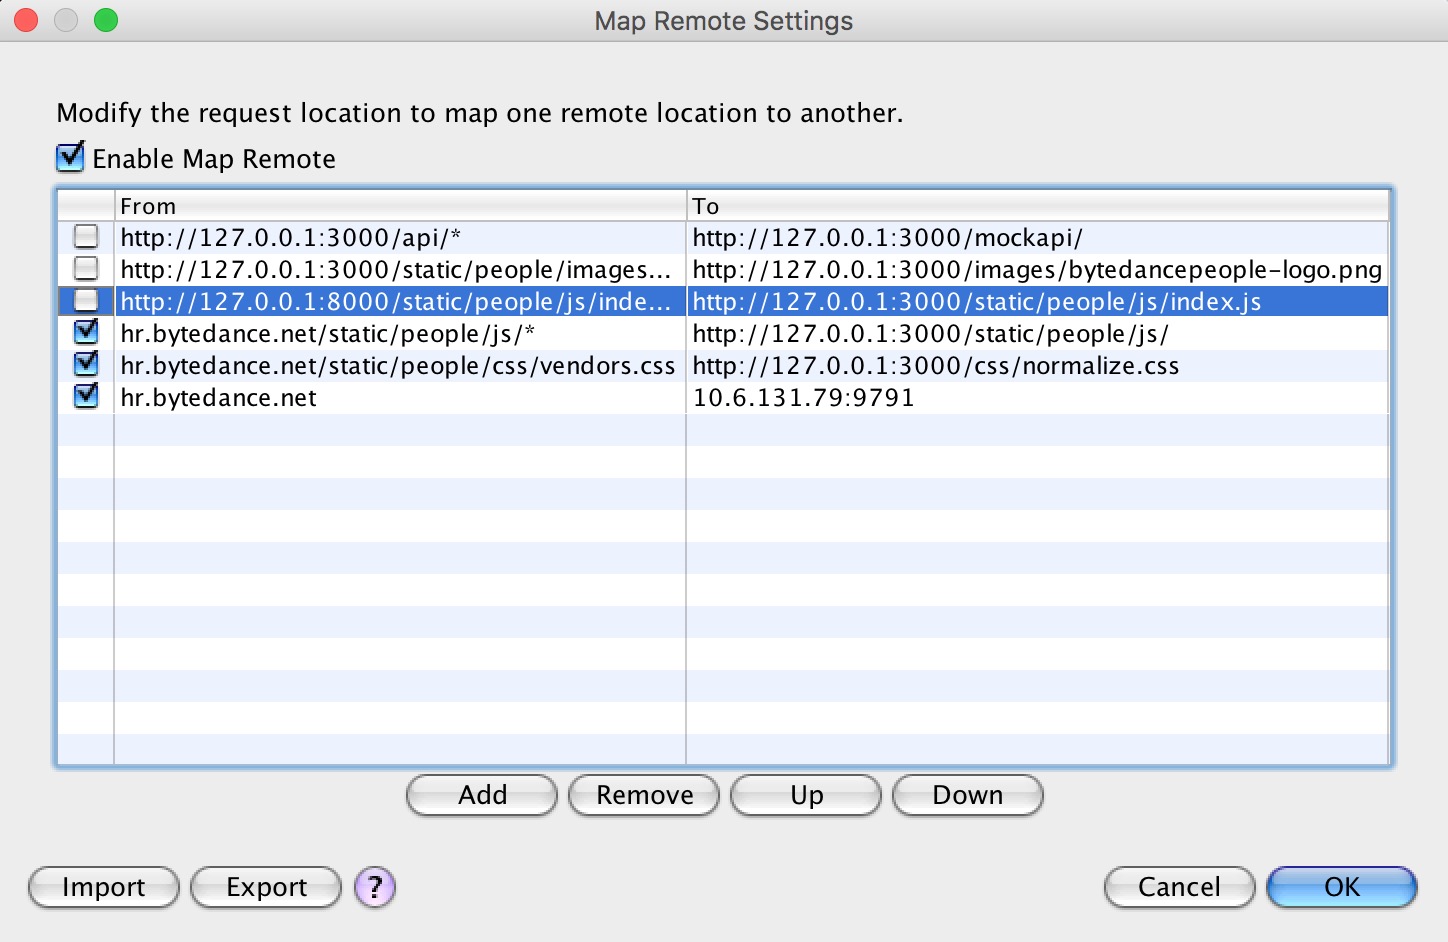 Map Remote Settings
Modify the request location to map one remote location to another.
Enable Map Remote
From To
http://127.0.0.1:3000/api/* http://127.0.0.1:3000/mockapi/
http://127.0.0.1:3000/static/people/images... http://127.0.0.1:3000/images/bytedancepeople-logo.png
http://127.0.0.1:8000/static/people/js/inde... http://127.0.0.1:3000/static/people/js/index.js
hr.bytedance.net/static/people/js/* http://127.0.0.1:3000/static/people/js/
hr.bytedance.net/static/people/css/vendors.css http://127.0.0.1:3000/css/normalize.css
hr.bytedance.net 10.6.131.79:9791
Add Remove Up Down
Import Export ? Cancel OK